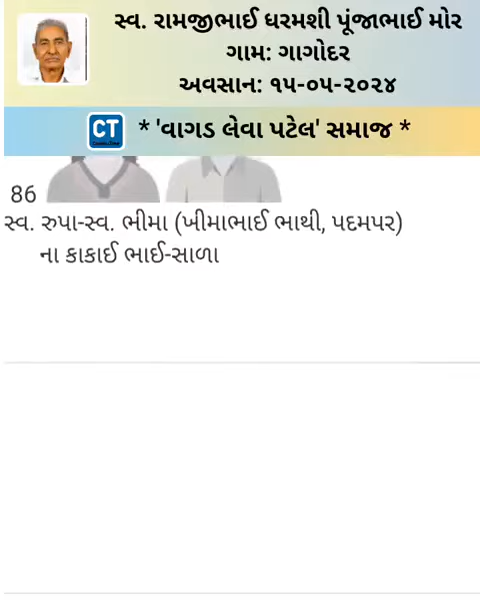 સ્વ. રામજીભાઈ ધરમશી પૂંજાભાઈ મોર
ગામ: ગાગોદર
અવસાન: ૧૫-૦૫-૨૦૨૪
CT
* 'વાગડ લેવા પટેલ' સમાજ *
86
સ્વ. રુપા-સ્વ. ભીમા (ખીમાભાઈ ભાથી, પદમપર)
ના કાકાઈ ભાઈ-સાળા